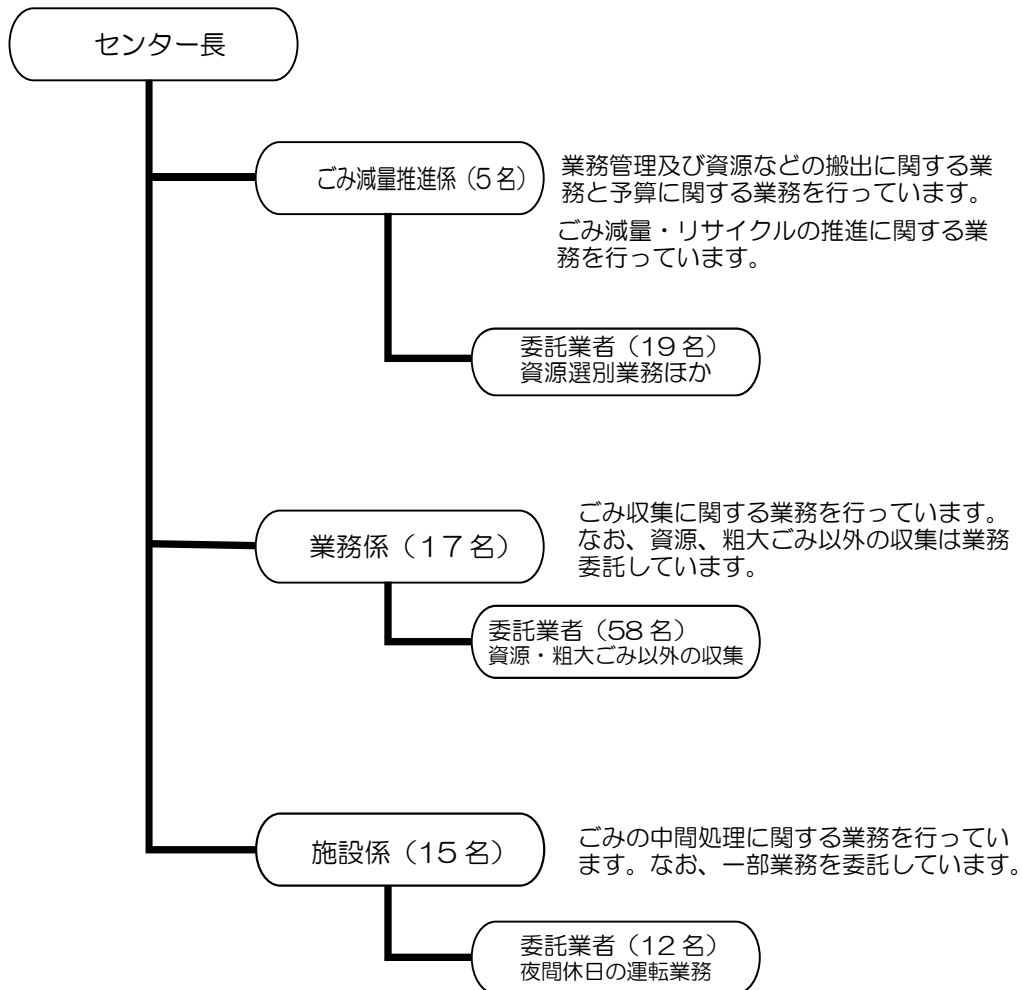 センター長
ごみ減量推進係（5名）
業務管理及び資源などの搬出に関する業
務と予算に関する業務を行っています。
ごみ減量・リサイクルの推進に関する業
務を行っています。
委託業者（19名）
資源選別業務ほか
業務係（17名）
ごみ収集に関する業務を行っています。
なお、資源、粗大ごみ以外の収集は業務
委託しています。
委託業者（58名）
資源・粗大ごみ以外の収集
施設係（15名）
ごみの中間処理に関する業務を行ってい
ます。なお、一部業務を委託しています。
委託業者（12名）
夜間休日の運転業務